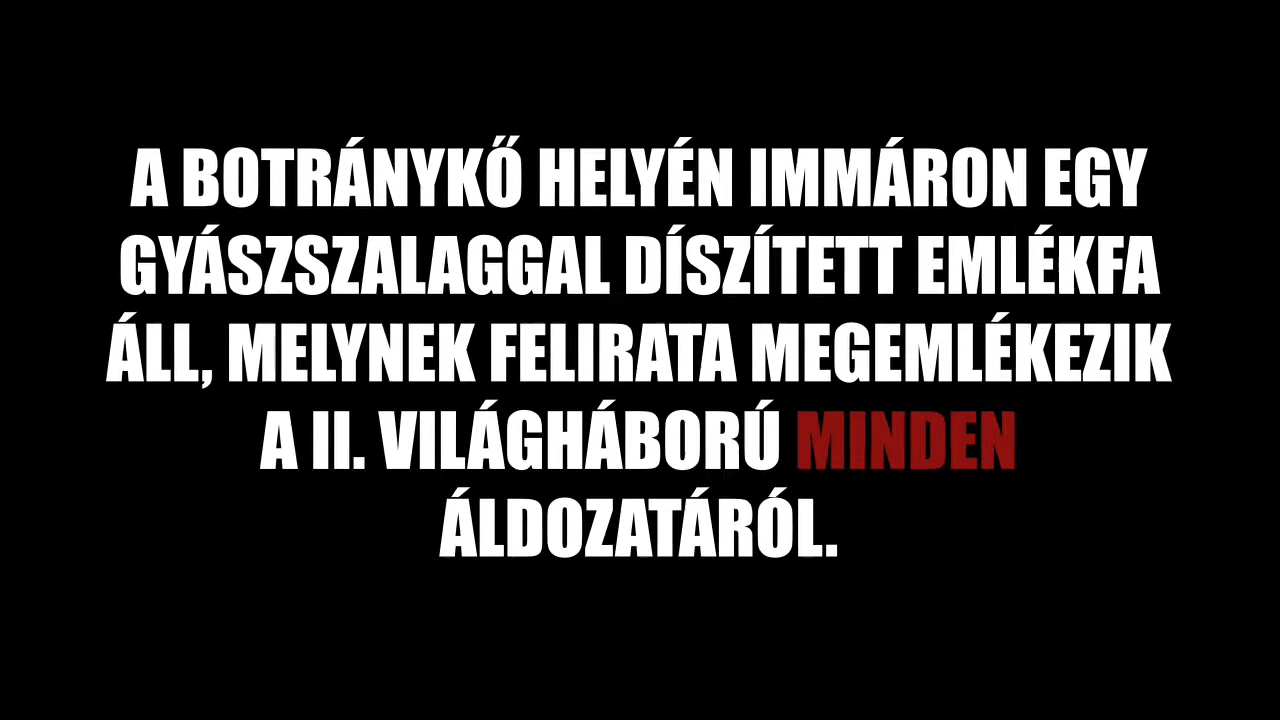 A BOTRÁNYKŐ HELYÉN IMMÁRON EGY
GYÁSZSZALAGGAL DÍSZÍTETT EMLÉKFA
ÁLL, MELYNEK FELIRATA MEGEMLÉKEZIK
A II. VILÁGHÁBORÚ MINDEN
ÁLDOZATÁRÓL.